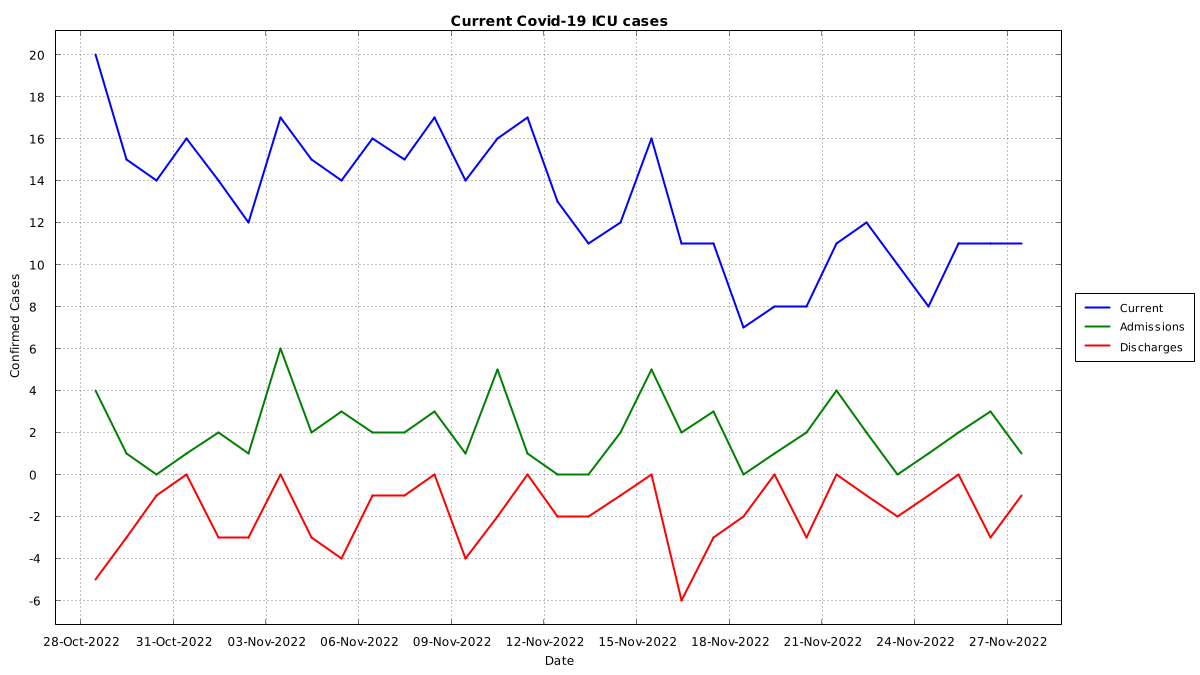 Current Covid-19 ICU cases
20
18
16
14
12
10
8
6
4
2
0
-2
-4
-6
Confirmed Cases
28-Oct-2022 31-Oct-2022 03-Nov-2022 06-Nov-2022 09-Nov-2022 12-Nov-2022 15-Nov-2022 18-Nov-2022 21-Nov-2022 24-Nov-2022 27-Nov-2022
Date
Current
Admissions
Discharges